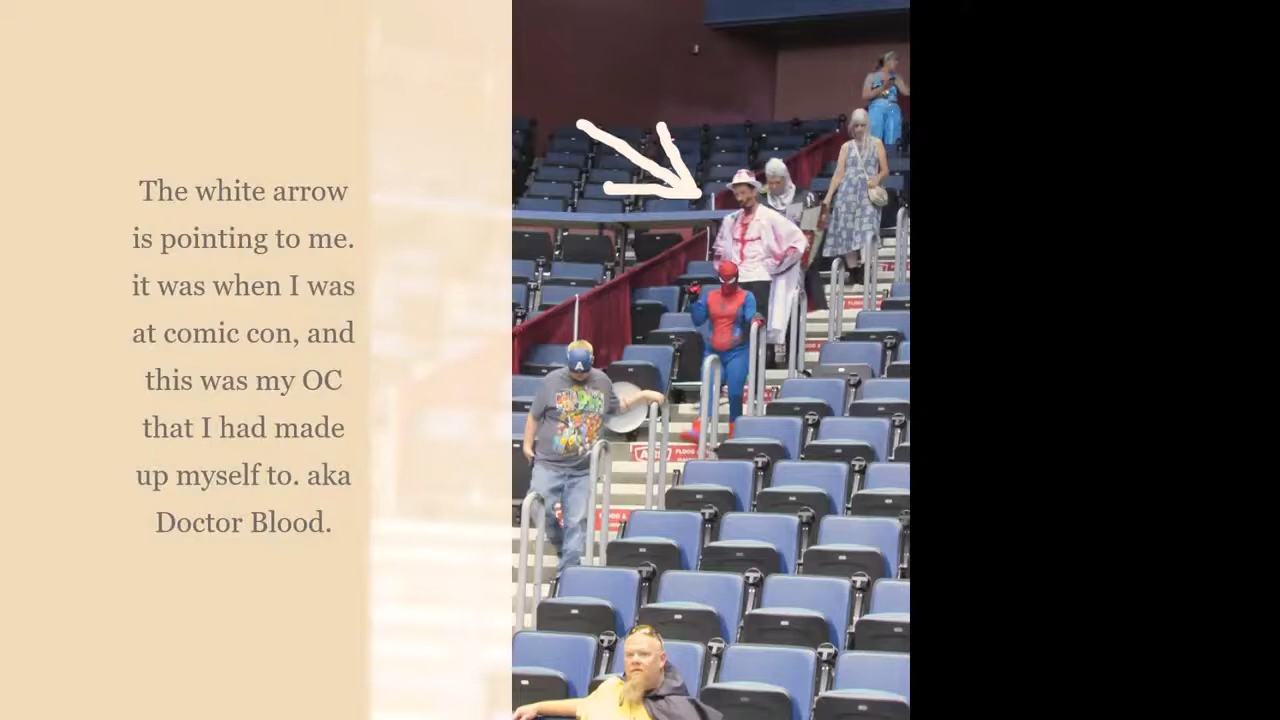 The white arrow
is pointing to me.
it was when I was
at comic con, and
this was my OC
that I had made
up myself to. aka
Doctor Blood.
A